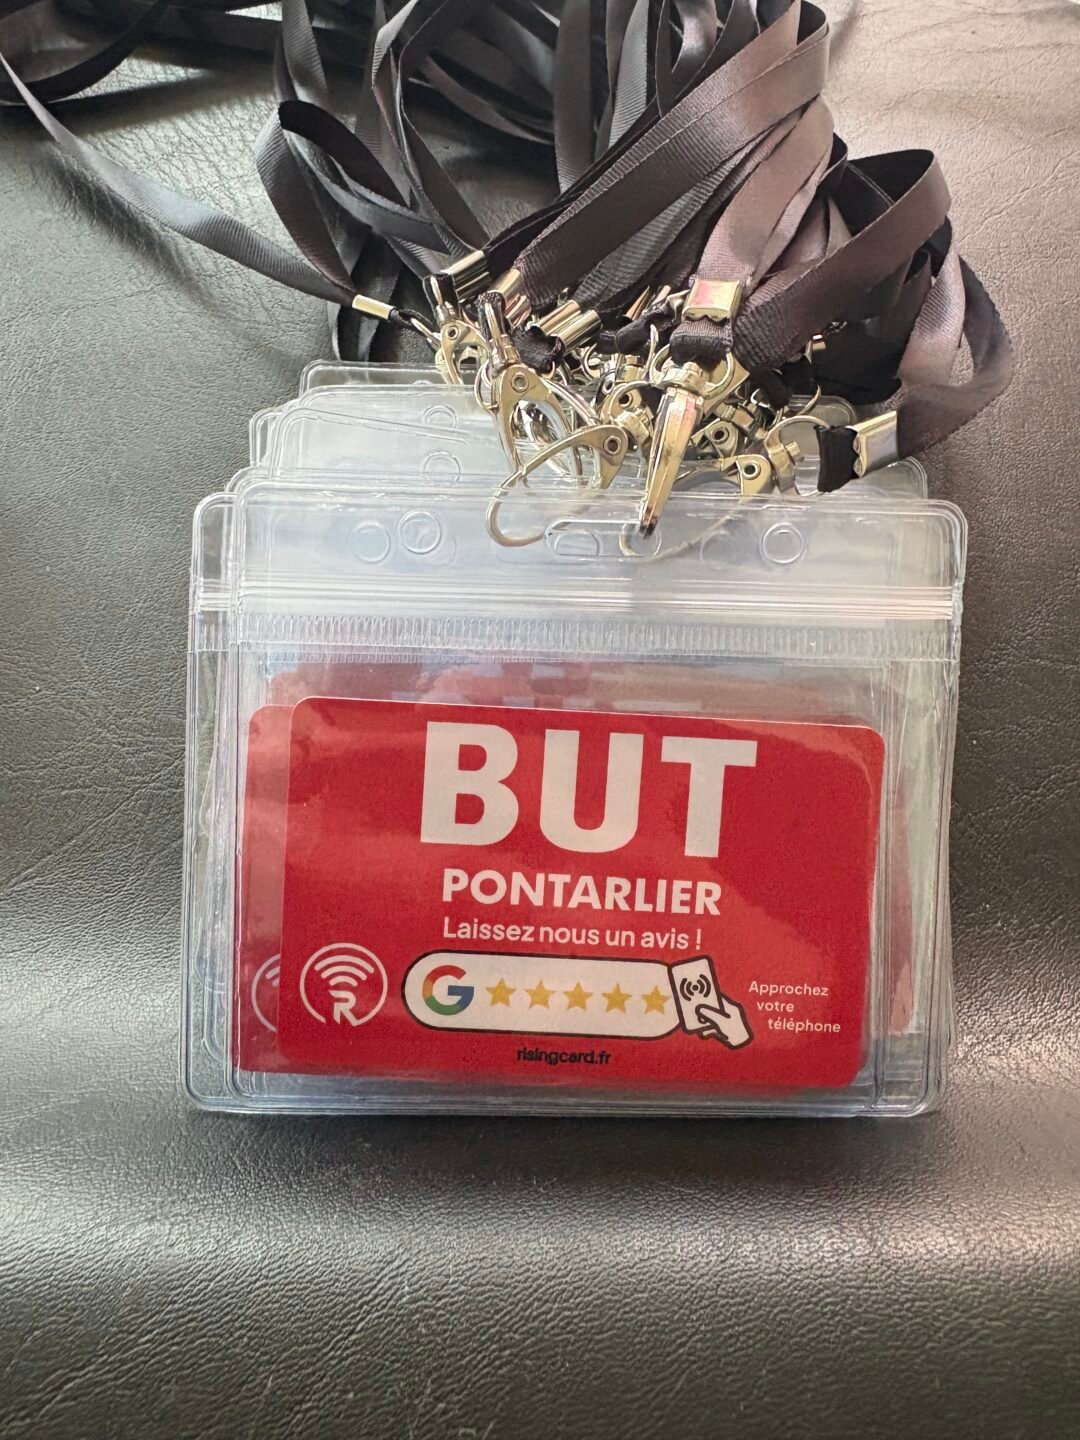 BUT
PONTARLIER
Laissez nous un avis !
R
G
Approchez
votre
téléphone
risingcard.fr